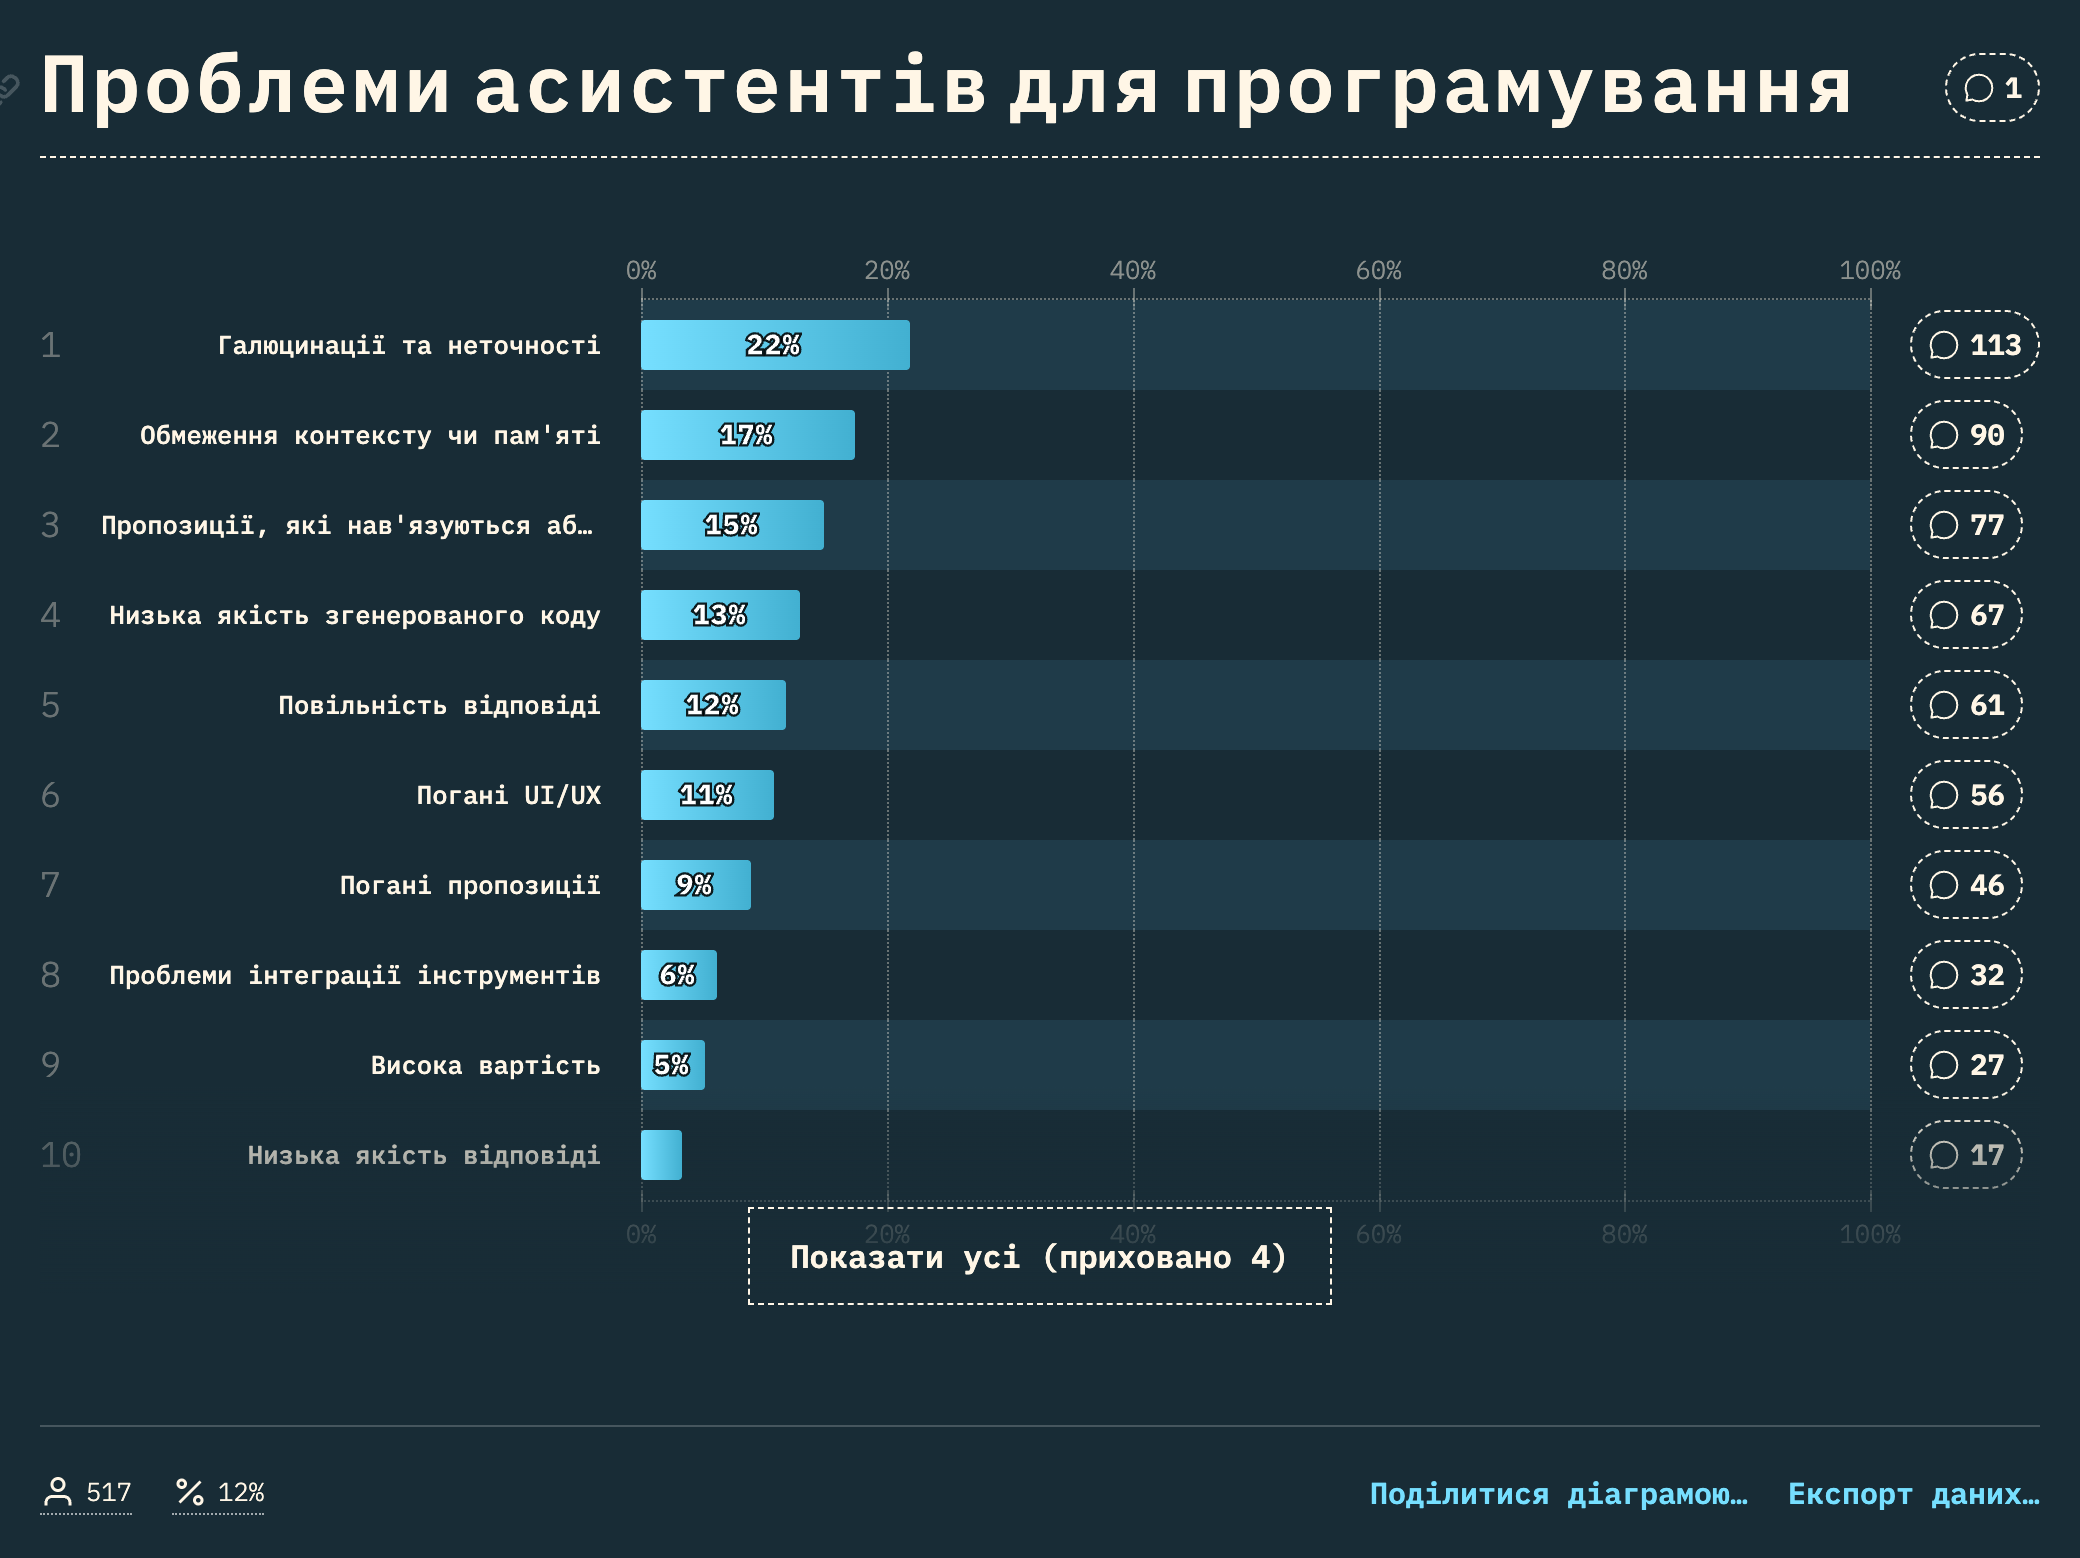 Проблеми асистентів для програмування
1
0% 20% 40% 60% 80% 100%
1 Галюцинації та неточності 22% 113
2 Обмеження контексту чи пам'яті 17% 90
3 Пропозиції, які нав'язуються аб… 15% 77
4 Низька якість згенерованого коду 13% 67
5 Повільність відповіді 12% 61
6 Погані UI/UX 11% 56
7 Погані пропозиції 9% 46
8 Проблеми інтеграції інструментів 6% 32
9 Висока вартість 5% 27
10 Низька якість відповіді 17
0% 20% 40% 60% 80% 100%
Показати усі (приховано 4)
517 12% Поділитися діаграмою… Експорт даних…